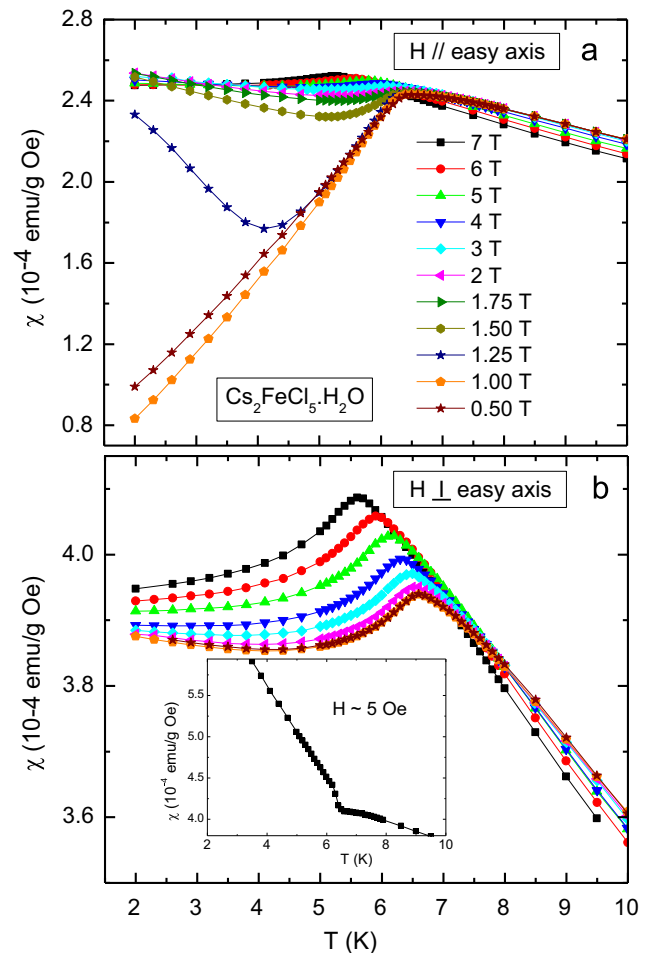 2.8
2.4
2.0
1.6
1.2
0.8
χ (10⁻⁴ emu/g Oe)
H // easy axis
a
7 T
6 T
5 T
4 T
3 T
2 T
1.75 T
1.50 T
1.25 T
1.00 T
0.50 T
Cs₂FeCl₅.H₂O
H ⊥ easy axis
b
4.0
3.8
3.6
χ (10-4 emu/g Oe)
H ~ 5 Oe
5.5
5.0
4.5
4.0
χ (10⁻⁴ emu/g Oe)
2 4 6 8 10
T (K)
2 3 4 5 6 7 8 9 10
T (K)